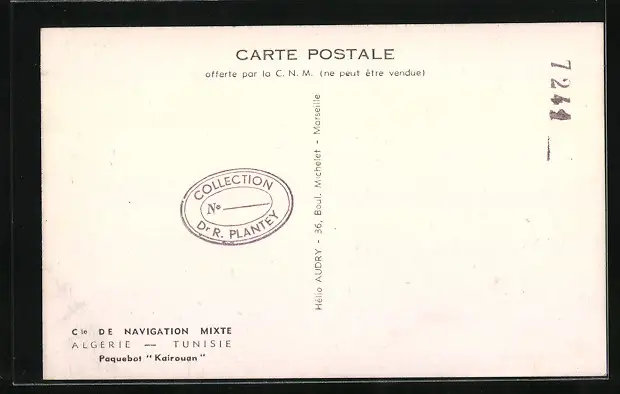 CARTE POSTALE
offerte par la C. N. M. (ne peut être vendue)
COLLECTION
No
Dr R. PLANTEY
Hélio AUDRY - 36, Boul. Michelet - Marseille
Cie DE NAVIGATION MIXTE
ALGERIE — TUNISIE
Paquebot "Kairouan"